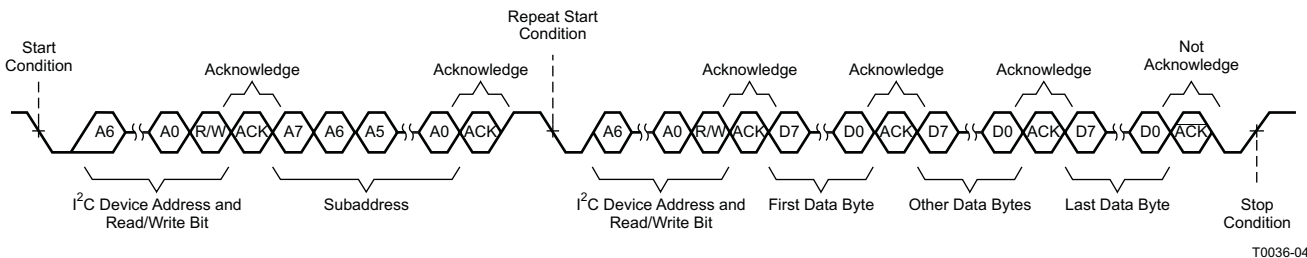 Repeat Start
Condition
Start
Condition
Not
Acknowledge
Acknowledge
Acknowledge
Acknowledge
Acknowledge
Acknowledge
A6 A0 R/W ACK A7 A6 A5 A0 ACK A6 A0 R/W ACK D7 D0 ACK D7 D0 ACK D7 D0 ACK
I²C Device Address and
Read/Write Bit
Subaddress
I²C Device Address and
Read/Write Bit
First Data Byte
Other Data Bytes
Last Data Byte
Stop
Condition
T0036-04